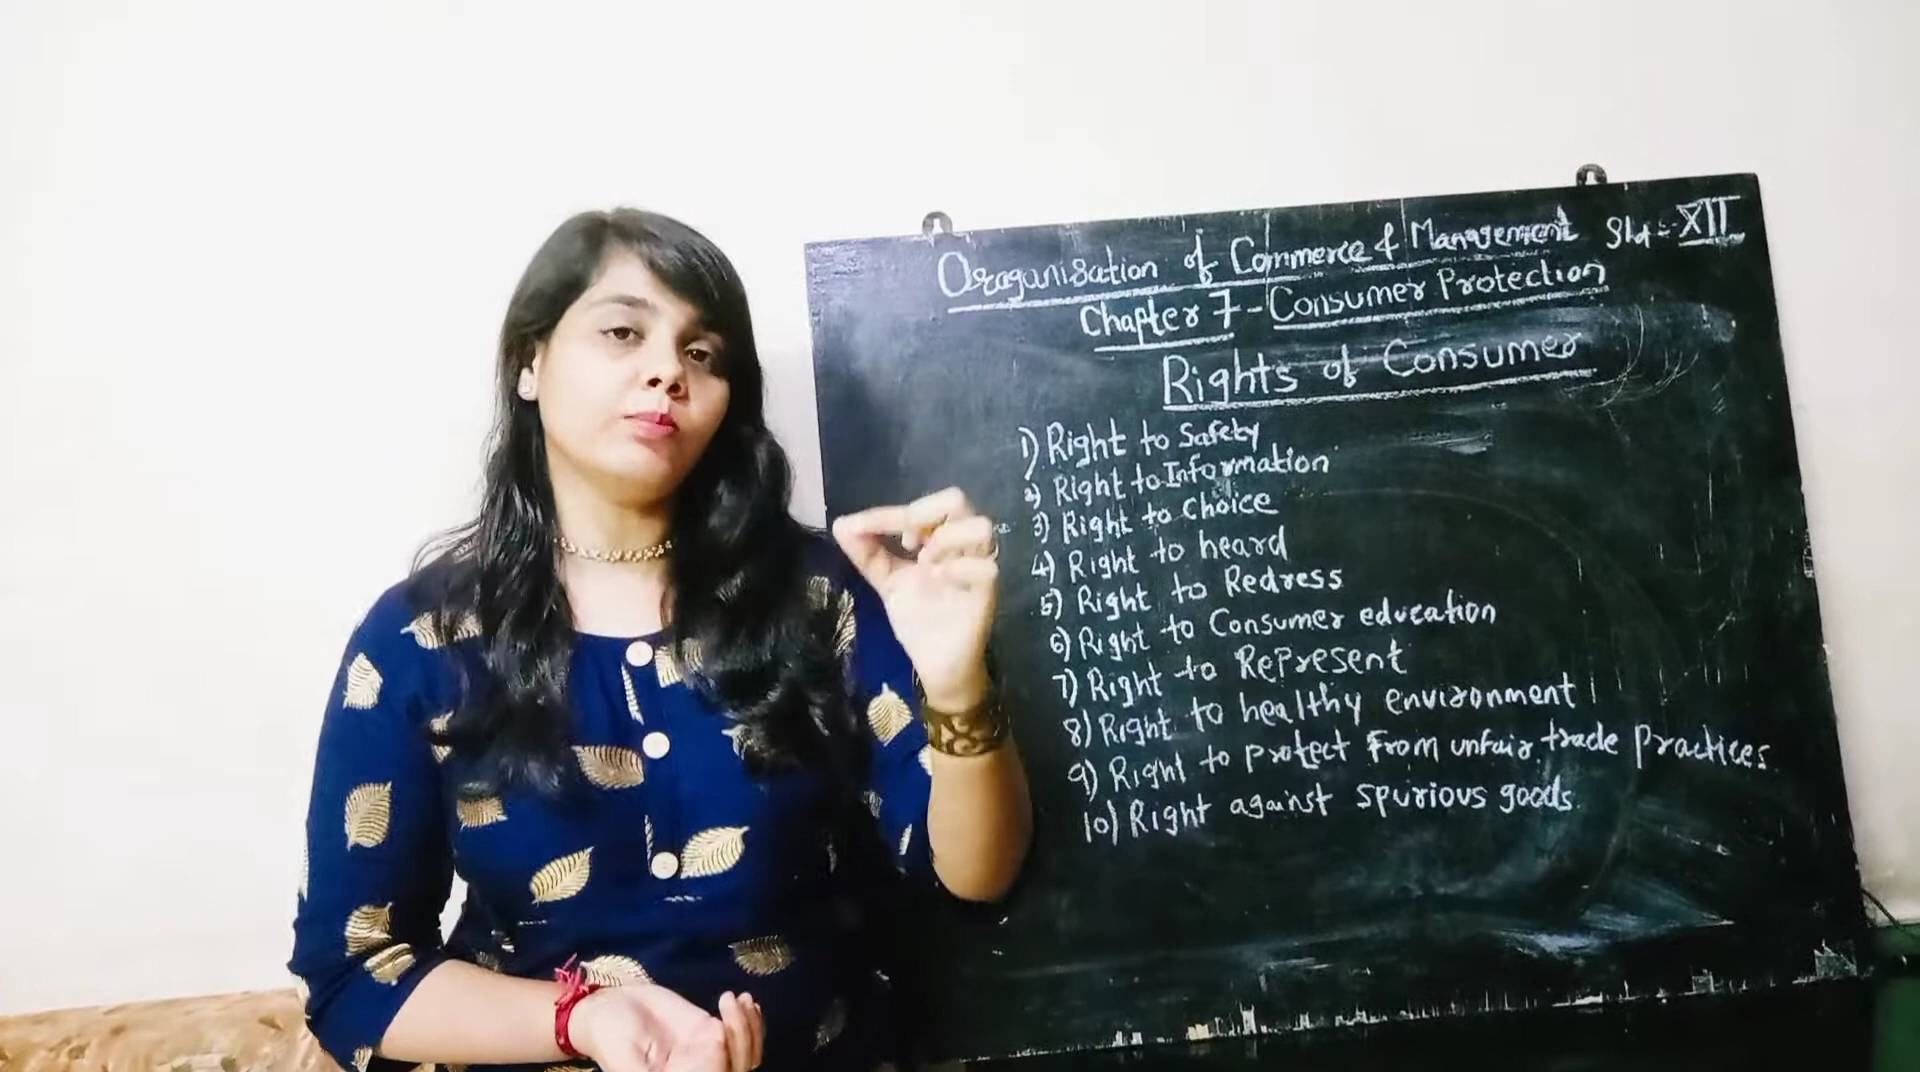 Oragunisation of Commerce & Management Std - XII
Chapter 7 - Consumer Protection
Rights of Consumer
1) Right to Safety
2) Right to Information
3) Right to Choice
4) Right to heard
5) Right to Redress
6) Right to Consumer education
7) Right to Represent
8) Right to healthy environment
9) Right to protect from unfair trade Practices.
10) Right against spurious goods.